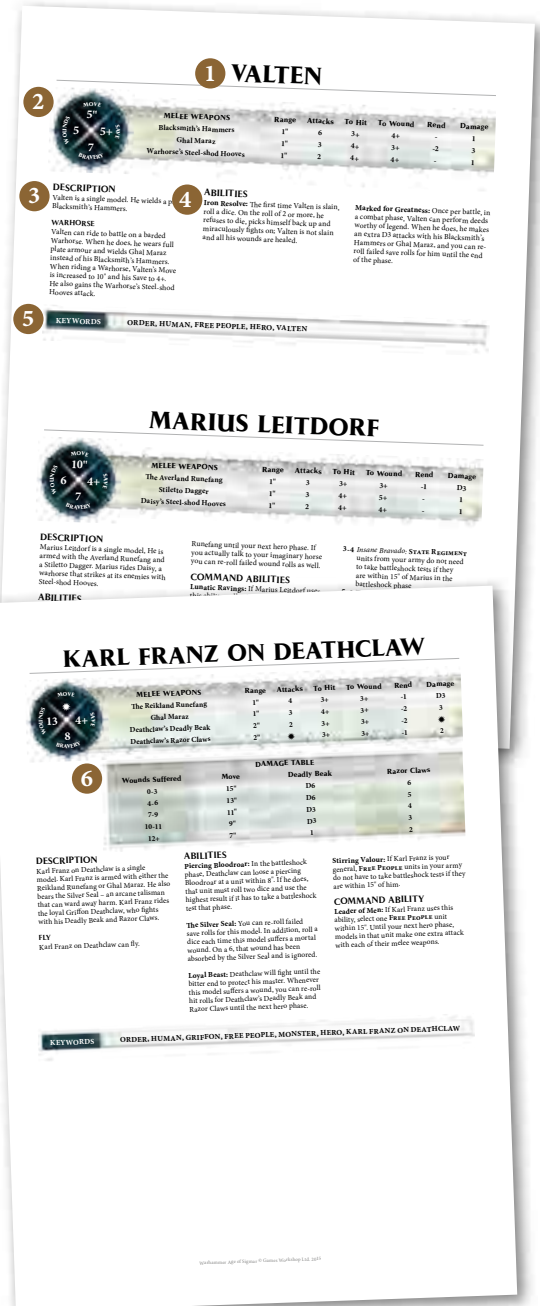 1 VALTEN
2
MOVE
5"
WOUNDS 5 5+ SAVE
7
BRAVERY
MELEE WEAPONS Range Attacks To Hit To Wound Rend Damage
Blacksmith's Hammers 1" 6 3+ 4+ - 1
Ghal Maraz 1" 3 4+ 3+ -2 3
Warhorse's Steel-shod Hooves 1" 2 4+ 4+ - 1
3 DESCRIPTION
Valten is a single model. He wields a
Blacksmith's Hammers.
WARHORSE
Valten can ride to battle on a barded
Warhorse. When he does, he wears full
plate armour and wields Ghal Maraz
instead of his Blacksmith's Hammers.
When riding a Warhorse, Valten's Move
is increased to 10" and his Save to 4+.
He also gains the Warhorse's Steel-shod
Hooves attack.
4 ABILITIES
Iron Resolve: The first time Valten is slain,
roll a dice. On the roll of 2 or more, he
refuses to die, picks himself back up and
miraculously fights on; Valten is not slain
and all his wounds are healed.
Marked for Greatness: Once per battle, in
a combat phase, Valten can perform deeds
worthy of legend. When he does, he makes
an extra D3 attacks with his Blacksmith's
Hammers or Ghal Maraz, and you can re-
roll failed save rolls for him until the end
of the phase.
5 KEYWORDS ORDER, HUMAN, FREE PEOPLE, HERO, VALTEN
MARIUS LEITDORF
MOVE
10"
WOUNDS 6 4+ SAVE
7
BRAVERY
MELEE WEAPONS Range Attacks To Hit To Wound Rend Damage
The Averland Runefang 1" 3 3+ 3+ -1 D3
Stiletto Dagger 1" 3 4+ 5+ - 1
Daisy's Steel-shod Hooves 1" 2 4+ 4+ - 1
DESCRIPTION
Marius Leitdorf is a single model. He is
armed with the Averland Runefang and
a Stiletto Dagger. Marius rides Daisy, a
warhorse that strikes at its enemies with
Steel-shod Hooves.
ABILITIES
Runefang until your next hero phase. If
you actually talk to your imaginary horse
you can re-roll failed wound rolls as well.
COMMAND ABILITIES
Lunatic Ravings: If Marius Leitdorf uses
3-4 Insane Bravado: STATE REGIMENT
units from your army do not need
to take battleshock tests if they
are within 15" of Marius in the
battleshock phase
KARL FRANZ ON DEATHCLAW
MOVE
✹
WOUNDS 13 4+ SAVE
8
BRAVERY
MELEE WEAPONS Range Attacks To Hit To Wound Rend Damage
The Reikland Runefang 1" 4 3+ 3+ -1 D3
Ghal Maraz 1" 3 4+ 3+ -2 3
Deathclaw's Deadly Beak 2" 2 3+ 3+ -2 ✹
Deathclaw's Razor Claws 2" ✹ 3+ 3+ -1 2
6 DAMAGE TABLE
Wounds Suffered Move Deadly Beak Razor Claws
0-3 15" D6 6
4-6 13" D6 5
7-9 11" D3 4
10-11 9" D3 3
12+ 7" 1 2
DESCRIPTION
Karl Franz on Deathclaw is a single
model. Karl Franz is armed with either the
Reikland Runefang or Ghal Maraz. He also
bears the Silver Seal – an arcane talisman
that can ward away harm. Karl Franz rides
the loyal Griffon Deathclaw, who fights
with his Deadly Beak and Razor Claws.
FLY
Karl Franz on Deathclaw can fly.
ABILITIES
Piercing Bloodroar: In the battleshock
phase, Deathclaw can loose a piercing
Bloodroar at a unit within 8". If he does,
that unit must roll two dice and use the
highest result if it has to take a battleshock
test that phase.
The Silver Seal: You can re-roll failed
save rolls for this model. In addition, roll a
dice each time this model suffers a mortal
wound. On a 6, that wound has been
absorbed by the Silver Seal and is ignored.
Loyal Beast: Deathclaw will fight until the
bitter end to protect his master. Whenever
this model suffers a wound, you can re-roll
hit rolls for Deathclaw's Deadly Beak and
Razor Claws until the next hero phase.
Stirring Valour: If Karl Franz is your
general, FREE PEOPLE units in your army
do not have to take battleshock tests if they
are within 15" of him.
COMMAND ABILITY
Leader of Men: If Karl Franz uses this
ability, select one FREE PEOPLE unit
within 15". Until your next hero phase,
models in that unit make one extra attack
with each of their melee weapons.
KEYWORDS ORDER, HUMAN, GRIFFON, FREE PEOPLE, MONSTER, HERO, KARL FRANZ ON DEATHCLAW
Warhammer: Age of Sigmar © Games Workshop Ltd. 2015